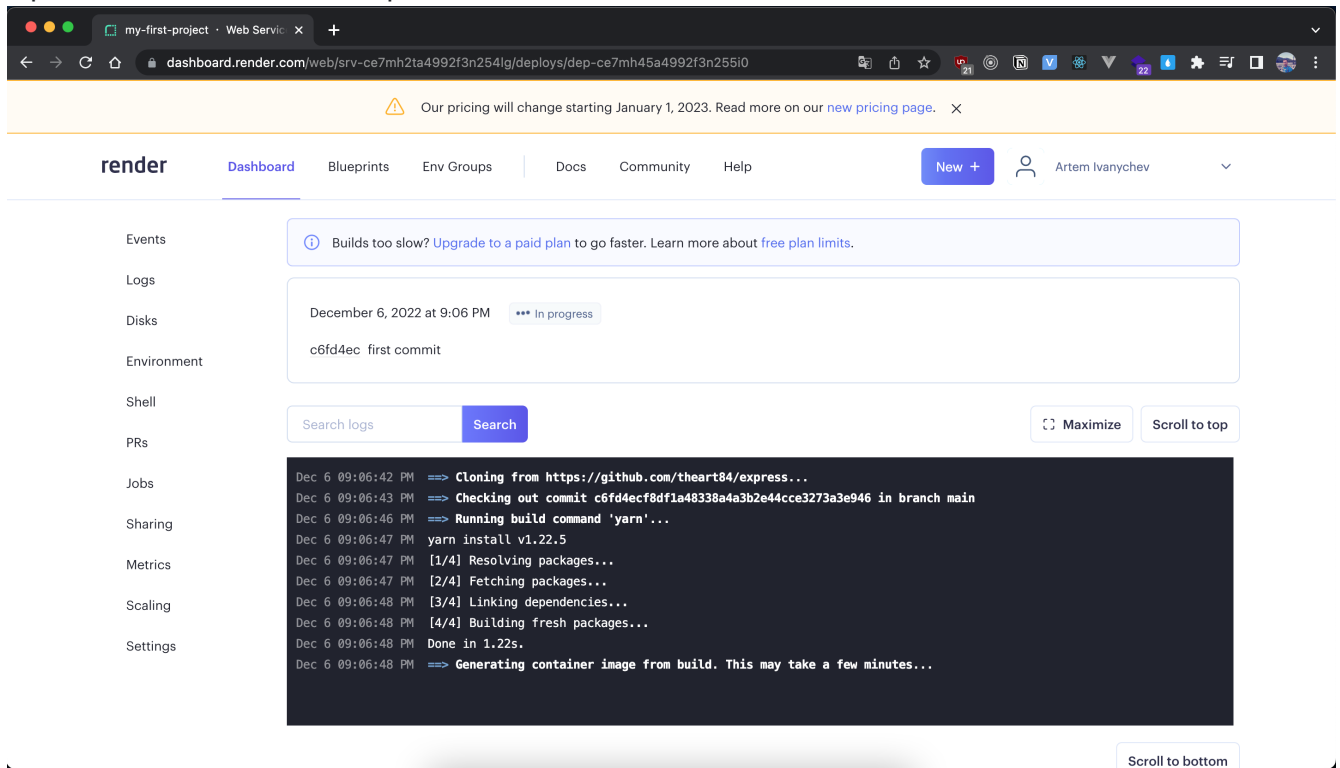 my-first-project · Web Servic
dashboard.render.com/web/srv-ce7mh2ta4992f3n254lg/deploys/dep-ce7mh45a4992f3n255i0
21
22
Our pricing will change starting January 1, 2023. Read more on our new pricing page.
render
Dashboard
Blueprints
Env Groups
Docs
Community
Help
New +
Artem Ivanychev
Events
Logs
Disks
Environment
Shell
PRs
Jobs
Sharing
Metrics
Scaling
Settings
Builds too slow? Upgrade to a paid plan to go faster. Learn more about free plan limits.
December 6, 2022 at 9:06 PM
••• In progress
c6fd4ec first commit
Search logs
Search
Maximize
Scroll to top
Dec 6 09:06:42 PM ==> Cloning from https://github.com/theart84/express...
Dec 6 09:06:43 PM ==> Checking out commit c6fd4ecf8df1a48338a4a3b2e44cce3273a3e946 in branch main
Dec 6 09:06:46 PM ==> Running build command 'yarn'...
Dec 6 09:06:47 PM yarn install v1.22.5
Dec 6 09:06:47 PM [1/4] Resolving packages...
Dec 6 09:06:47 PM [2/4] Fetching packages...
Dec 6 09:06:48 PM [3/4] Linking dependencies...
Dec 6 09:06:48 PM [4/4] Building fresh packages...
Dec 6 09:06:48 PM Done in 1.22s.
Dec 6 09:06:48 PM ==> Generating container image from build. This may take a few minutes...
Scroll to bottom